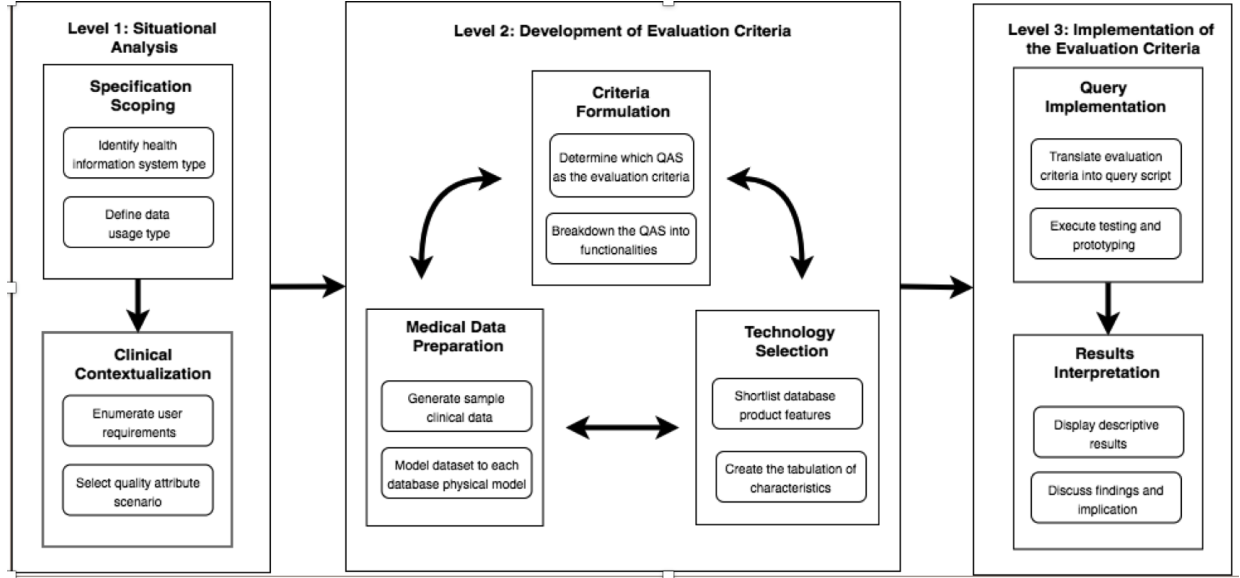 Level 1: Situational
Analysis
Specification
Scoping
Identify health
information system type
Define data
usage type
Clinical
Contextualization
Enumerate user
requirements
Select quality attribute
scenario
Level 2: Development of Evaluation Criteria
Criteria
Formulation
Determine which QAS
as the evaluation criteria
Breakdown the QAS into
functionalities
Medical Data
Preparation
Generate sample
clinical data
Model dataset to each
database physical model
Technology
Selection
Shortlist database
product features
Create the tabulation of
characteristics
Level 3: Implementation of
the Evaluation Criteria
Query
Implementation
Translate evaluation
criteria into query script
Execute testing and
prototyping
Results
Interpretation
Display descriptive
results
Discuss findings and
implication